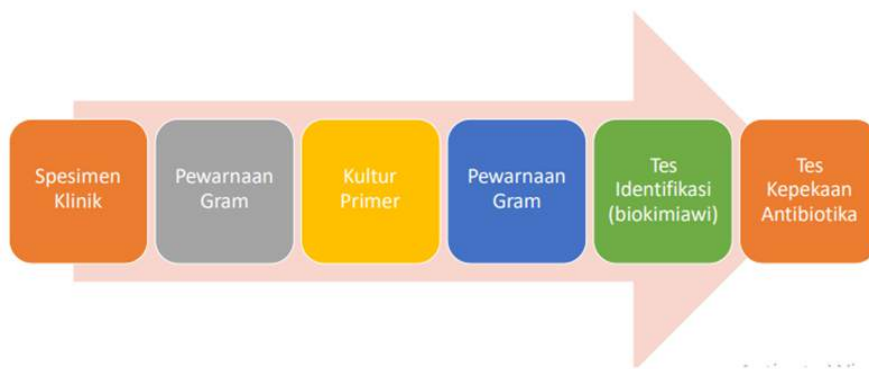 Spesimen
Klinik
Pewarnaan
Gram
Kultur
Primer
Pewarnaan
Gram
Tes
Identifikasi
(biokimiawi)
Tes
Kepekaan
Antibiotika